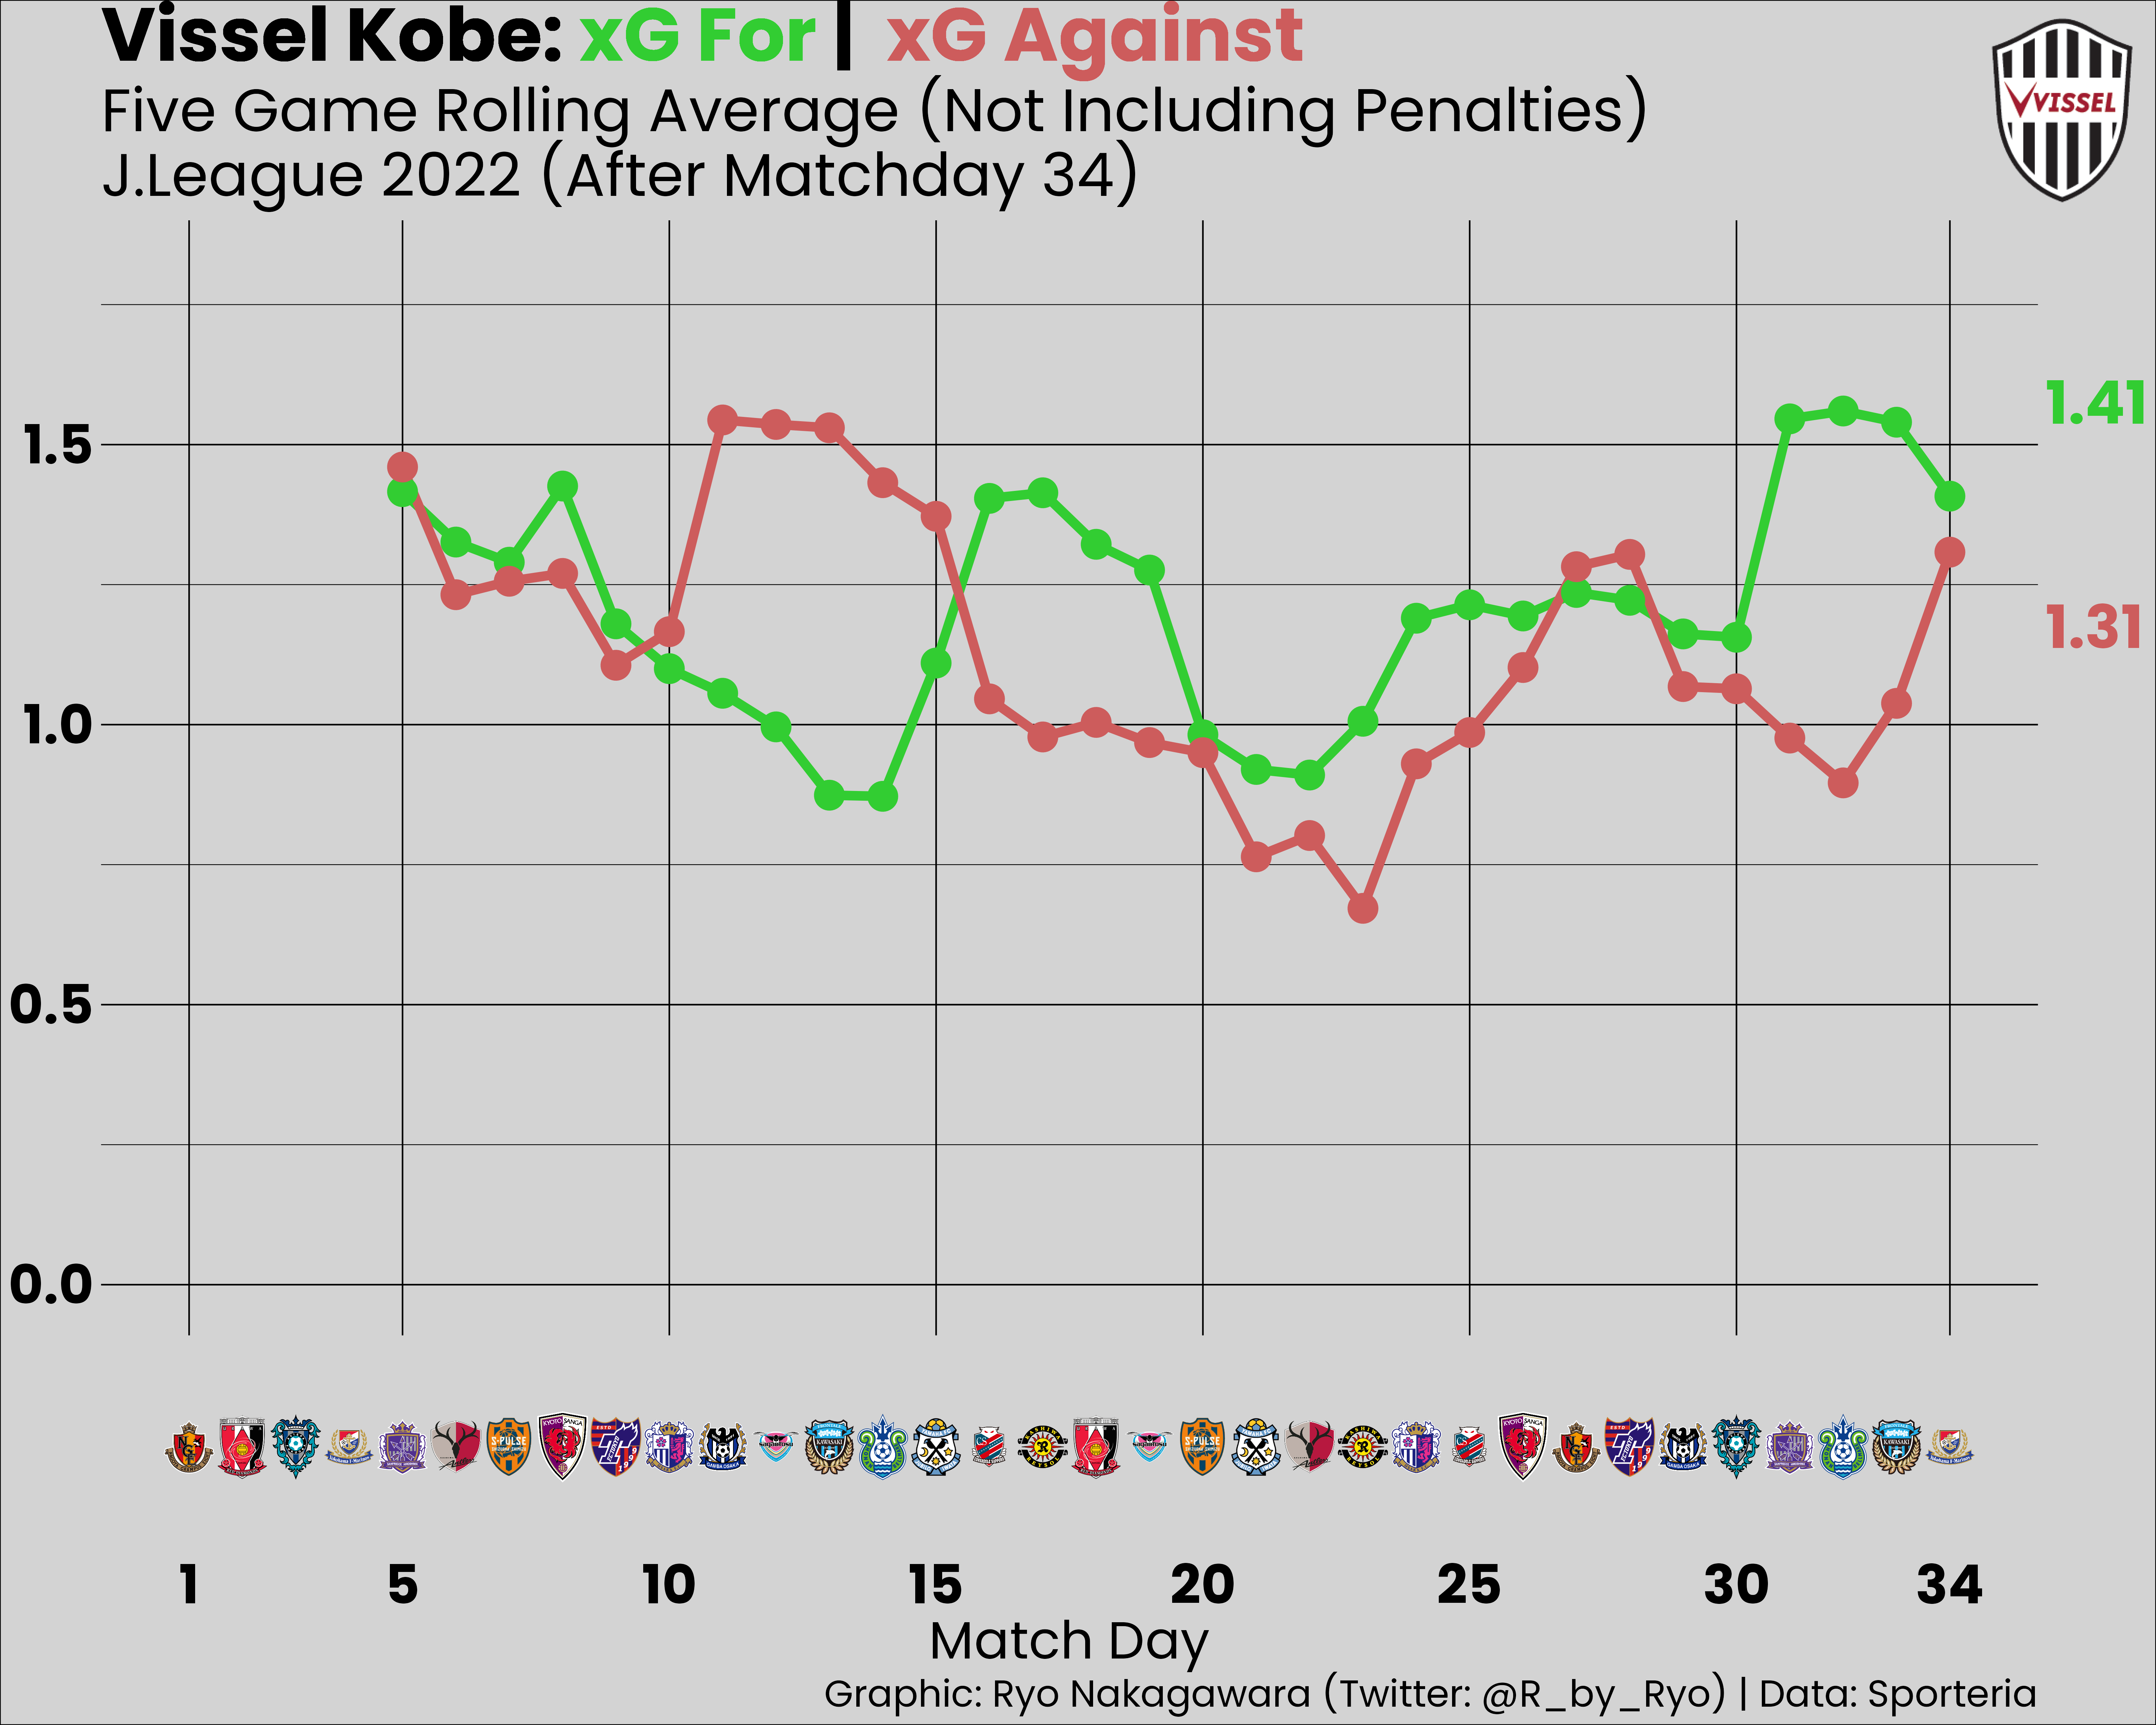 Vissel Kobe: xG For | xG Against
Five Game Rolling Average (Not Including Penalties)
J.League 2022 (After Matchday 34)
VISSEL
1.41
1.5
1.31
1.0
0.5
0.0
1 5 10 15 20 25 30 34
Match Day
Graphic: Ryo Nakagawara (Twitter: @R_by_Ryo) | Data: Sporteria